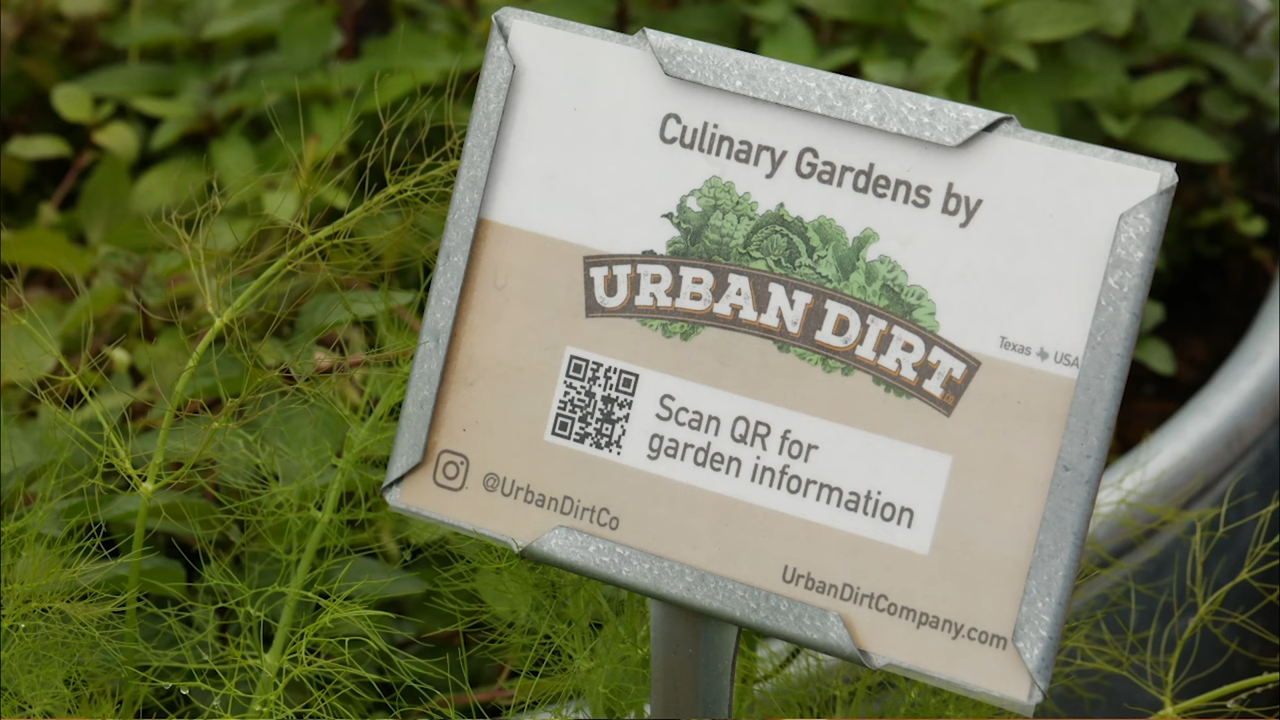 Culinary Gardens by
URBAN DIRT
Texas USA
Scan QR for
garden information
@UrbanDirtCo
UrbanDirtCompany.com